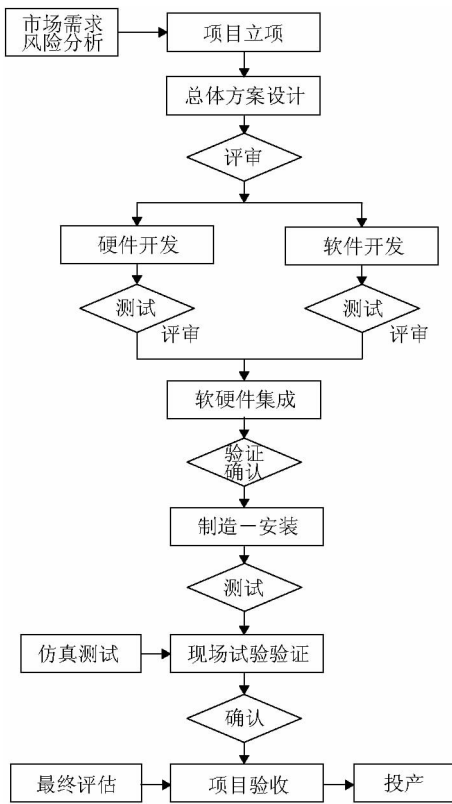 市场需求
风险分析
项目立项
总体方案设计
评审
硬件开发
软件开发
测试
评审
测试
评审
软硬件集成
验证
确认
制造－安装
测试
仿真测试
现场试验验证
确认
最终评估
项目验收
投产